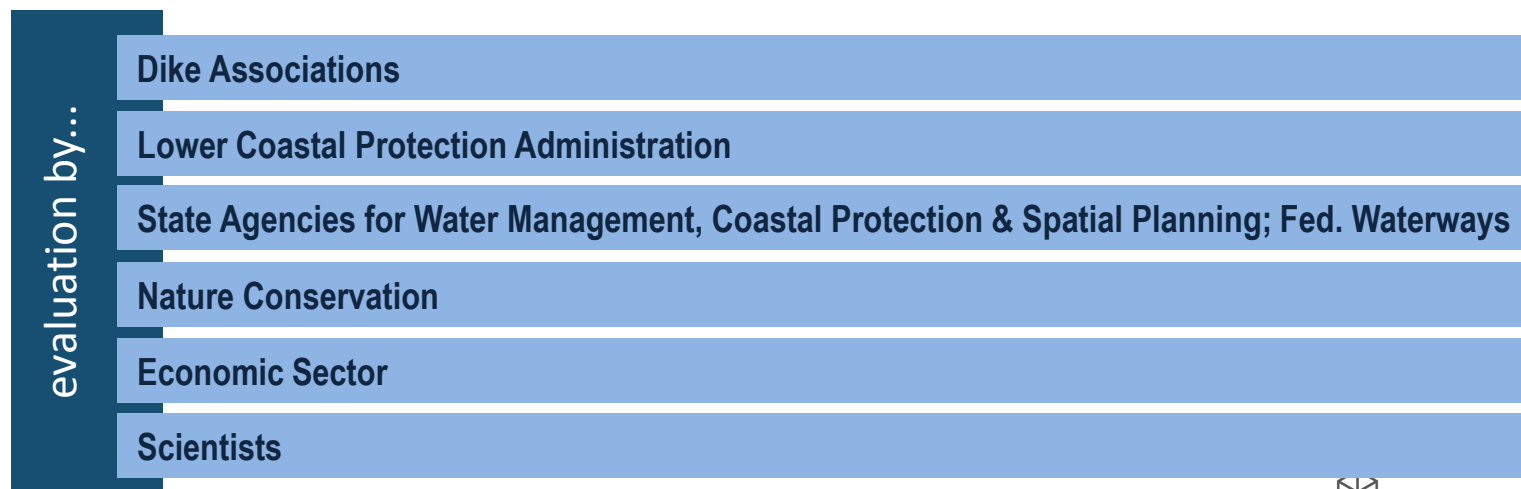 evaluation by...
Dike Associations
Lower Coastal Protection Administration
State Agencies for Water Management, Coastal Protection & Spatial Planning; Fed. Waterways
Nature Conservation
Economic Sector
Scientists